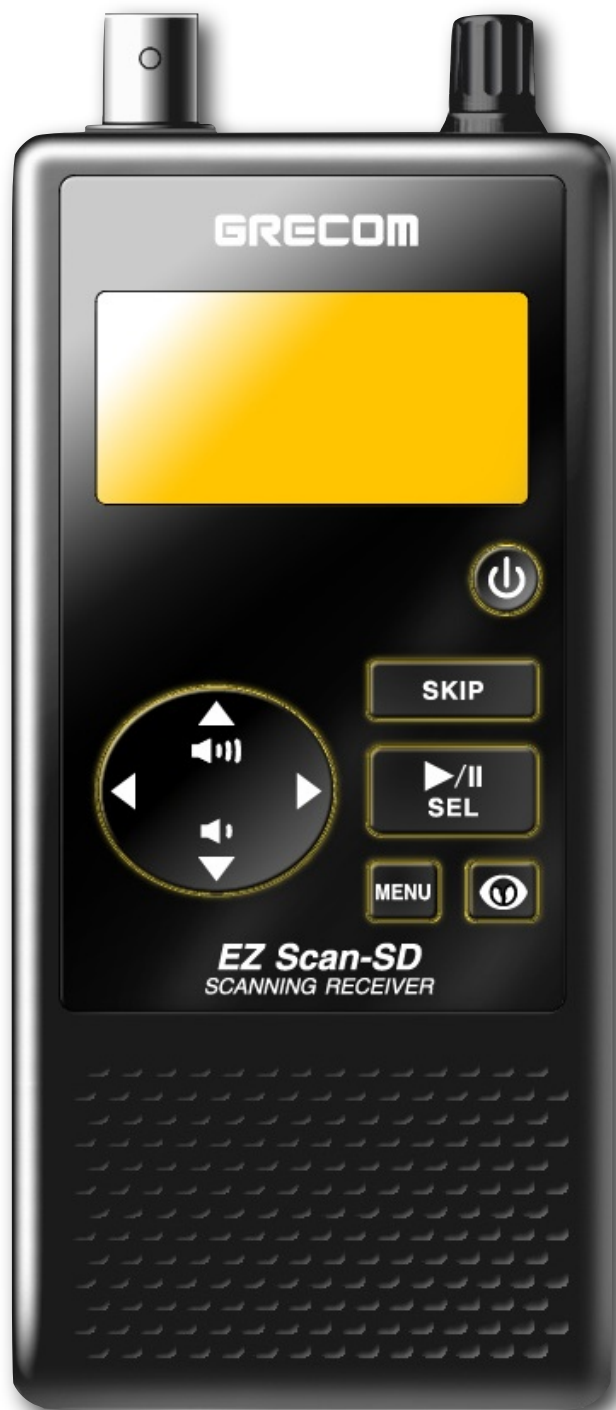 GRECOM
SKIP
▶/II
SEL
MENU
EZ Scan-SD
SCANNING RECEIVER